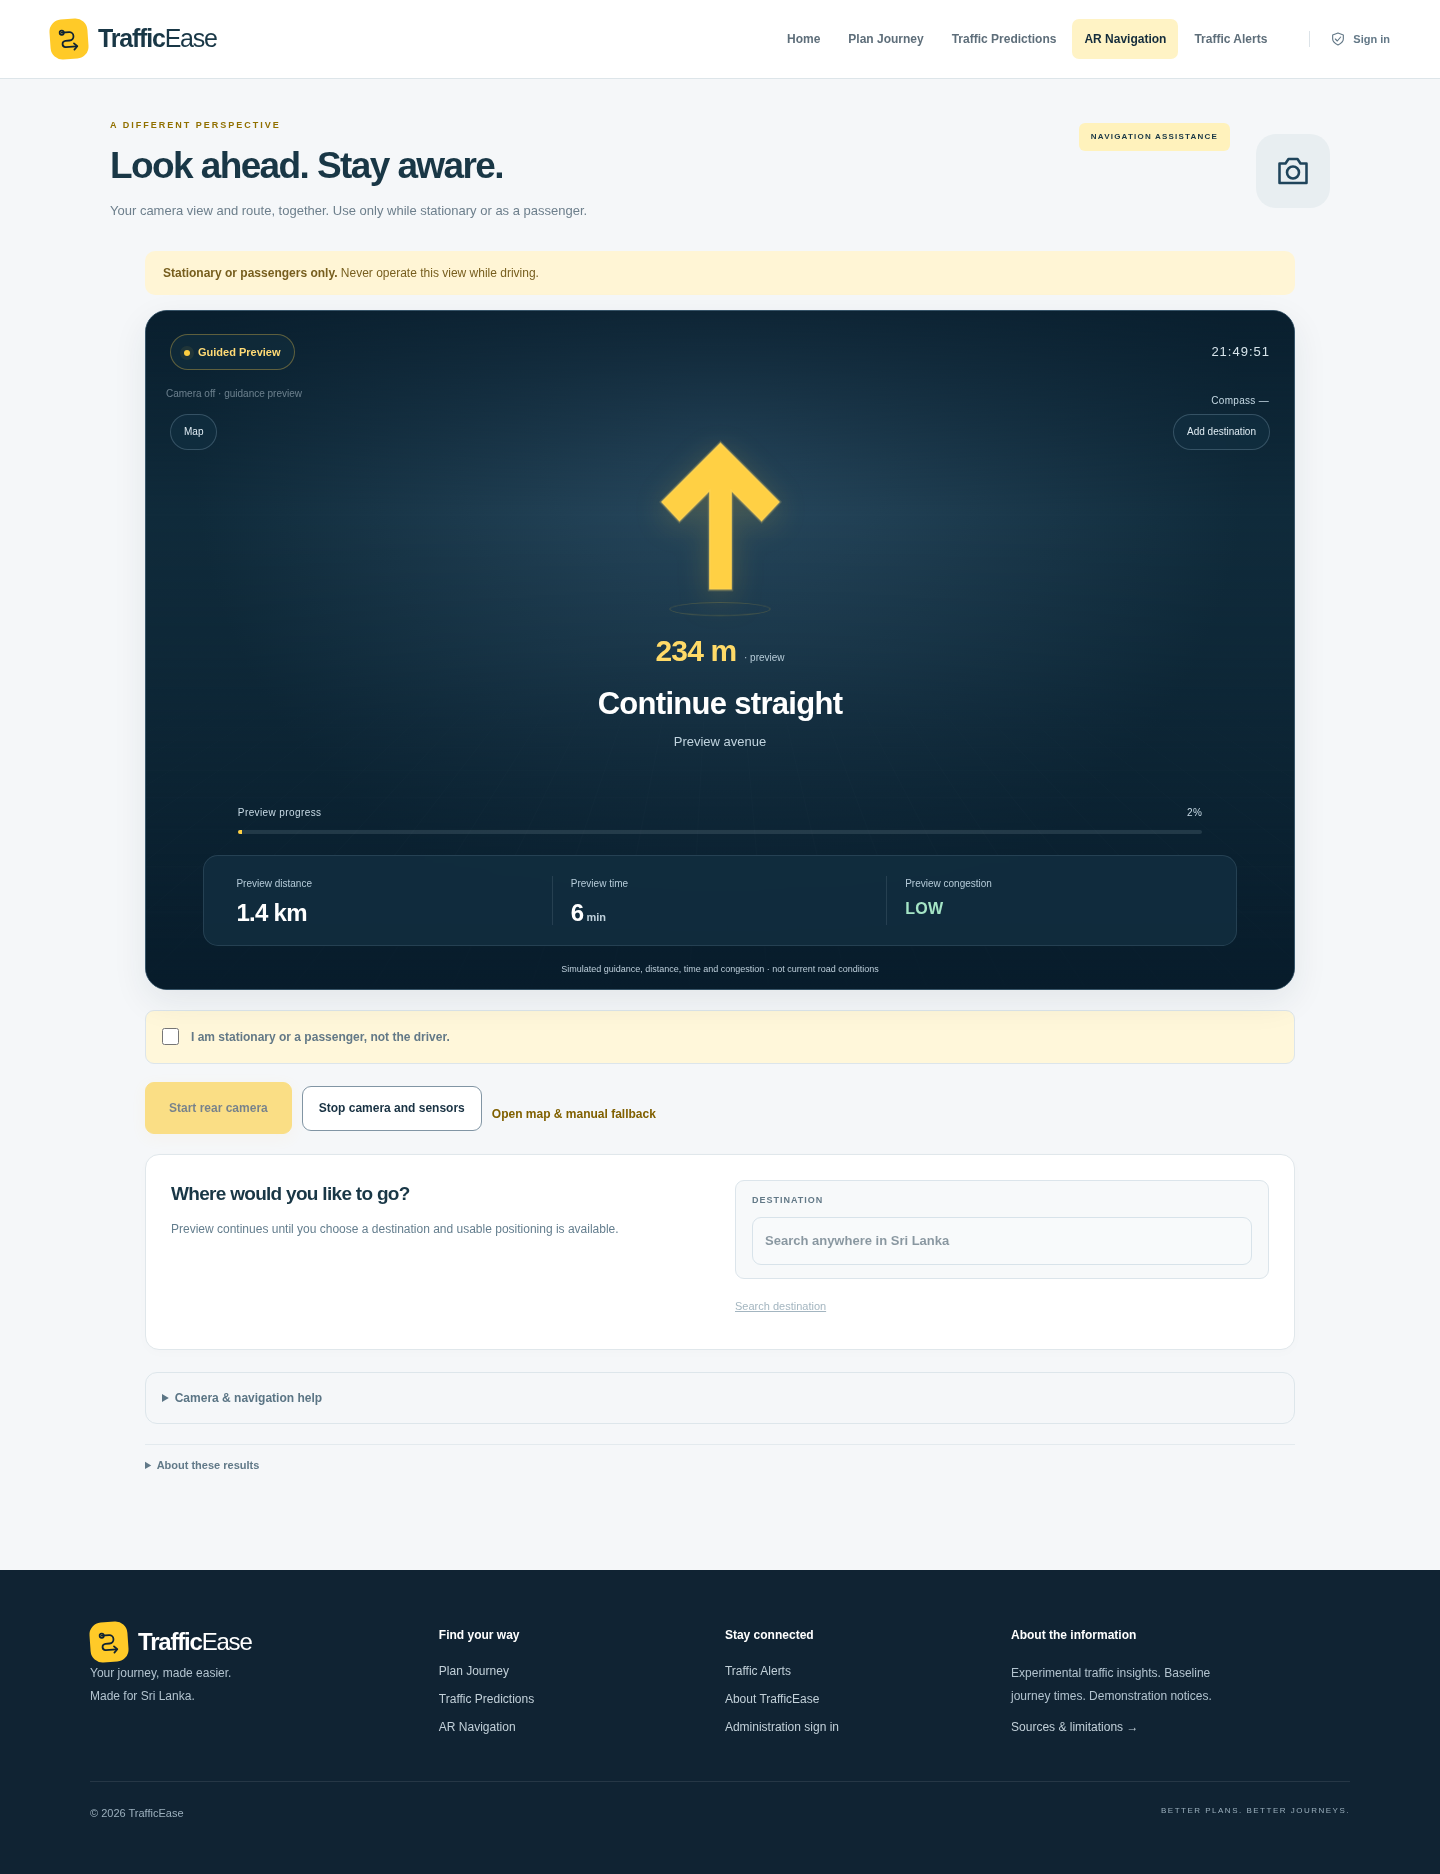 TrafficEase
Home
Plan Journey
Traffic Predictions
AR Navigation
Traffic Alerts
Sign in
A DIFFERENT PERSPECTIVE
Look ahead. Stay aware.
Your camera view and route, together. Use only while stationary or as a passenger.
NAVIGATION ASSISTANCE
Stationary or passengers only. Never operate this view while driving.
Guided Preview
21:49:51
Camera off · guidance preview
Compass —
Map
Add destination
234 m · preview
Continue straight
Preview avenue
Preview progress
2%
Preview distance
1.4 km
Preview time
6 min
Preview congestion
LOW
Simulated guidance, distance, time and congestion · not current road conditions
I am stationary or a passenger, not the driver.
Start rear camera
Stop camera and sensors
Open map & manual fallback
Where would you like to go?
Preview continues until you choose a destination and usable positioning is available.
DESTINATION
Search anywhere in Sri Lanka
Search destination
Camera & navigation help
About these results
TrafficEase
Your journey, made easier.
Made for Sri Lanka.
Find your way
Plan Journey
Traffic Predictions
AR Navigation
Stay connected
Traffic Alerts
About TrafficEase
Administration sign in
About the information
Experimental traffic insights. Baseline
journey times. Demonstration notices.
Sources & limitations →
© 2026 TrafficEase
BETTER PLANS. BETTER JOURNEYS.